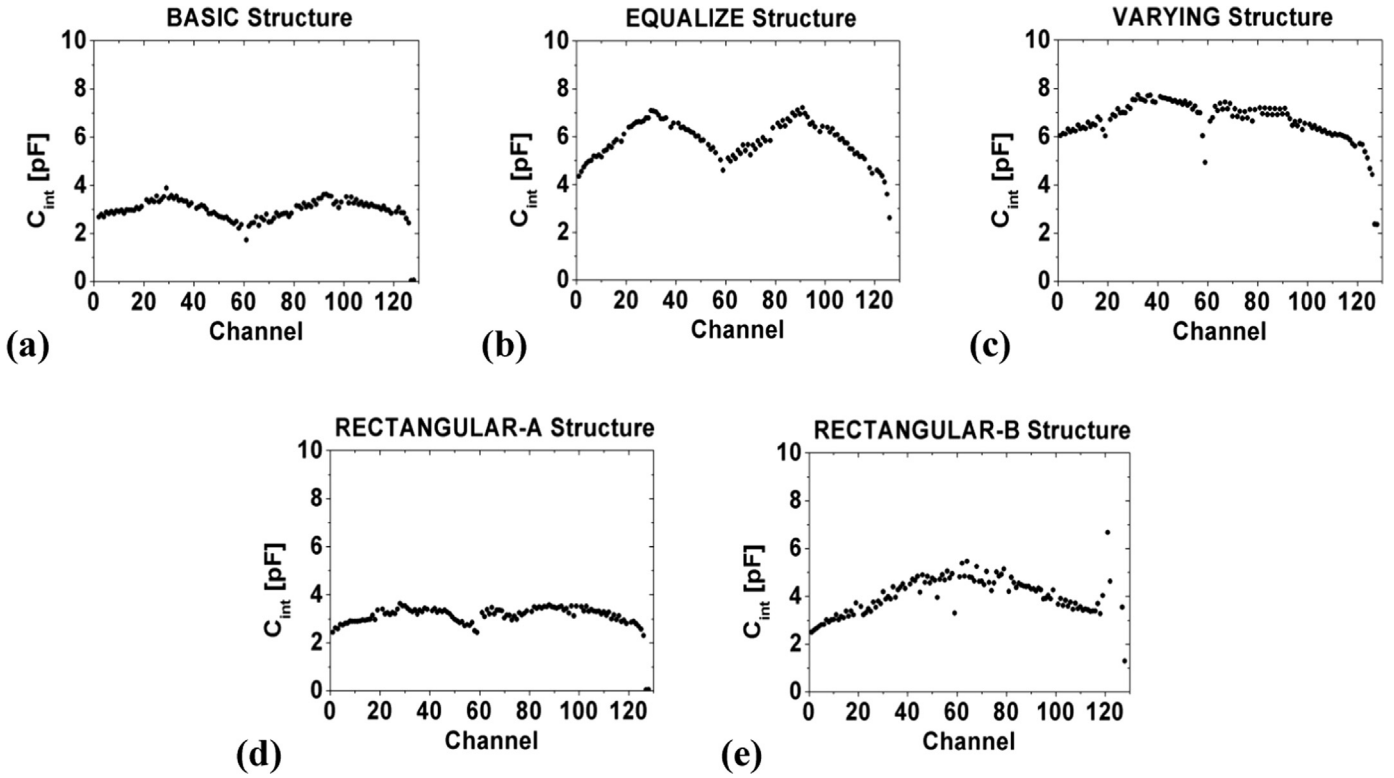 BASIC Structure
10
8
6
4
2
0
C_int [pF]
0 20 40 60 80 100 120
Channel
(a)
EQUALIZE Structure
10
8
6
4
2
0
C_int [pF]
0 20 40 60 80 100 120
Channel
(b)
VARYING Structure
10
8
6
4
2
0
C_int [pF]
0 20 40 60 80 100 120
Channel
(c)
RECTANGULAR-A Structure
10
8
6
4
2
0
C_int [pF]
0 20 40 60 80 100 120
Channel
(d)
RECTANGULAR-B Structure
10
8
6
4
2
0
C_int [pF]
0 20 40 60 80 100 120
Channel
(e)